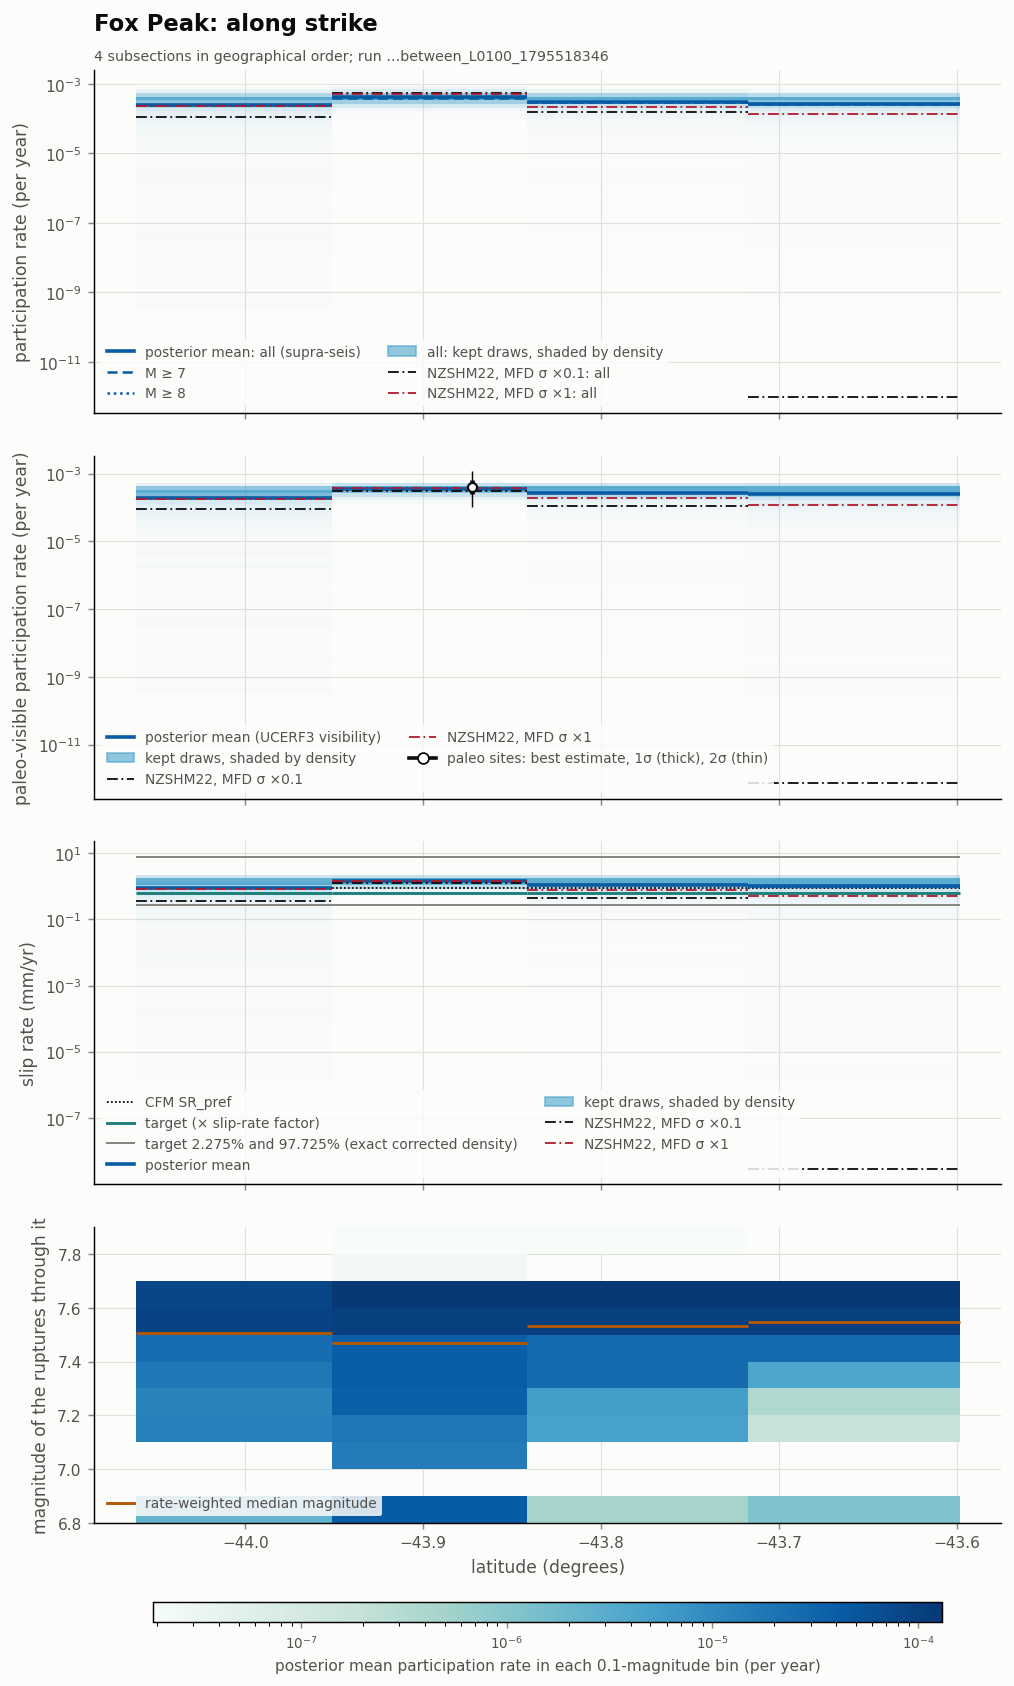 Fox Peak: along strike
4 subsections in geographical order; run ...between_L0100_1795518346
participation rate (per year)
10⁻³
10⁻⁵
10⁻⁷
10⁻⁹
10⁻¹¹
posterior mean: all (supra-seis)
M ≥ 7
M ≥ 8
all: kept draws, shaded by density
NZSHM22, MFD σ ×0.1: all
NZSHM22, MFD σ ×1: all
paleo-visible participation rate (per year)
10⁻³
10⁻⁵
10⁻⁷
10⁻⁹
10⁻¹¹
posterior mean (UCERF3 visibility)
kept draws, shaded by density
NZSHM22, MFD σ ×0.1
NZSHM22, MFD σ ×1
paleo sites: best estimate, 1σ (thick), 2σ (thin)
slip rate (mm/yr)
10¹
10⁻¹
10⁻³
10⁻⁵
10⁻⁷
CFM SR_pref
target (× slip-rate factor)
target 2.275% and 97.725% (exact corrected density)
posterior mean
kept draws, shaded by density
NZSHM22, MFD σ ×0.1
NZSHM22, MFD σ ×1
magnitude of the ruptures through it
7.8
7.6
7.4
7.2
7.0
6.8
rate-weighted median magnitude
−44.0 −43.9 −43.8 −43.7 −43.6
latitude (degrees)
10⁻⁷ 10⁻⁶ 10⁻⁵ 10⁻⁴
posterior mean participation rate in each 0.1-magnitude bin (per year)